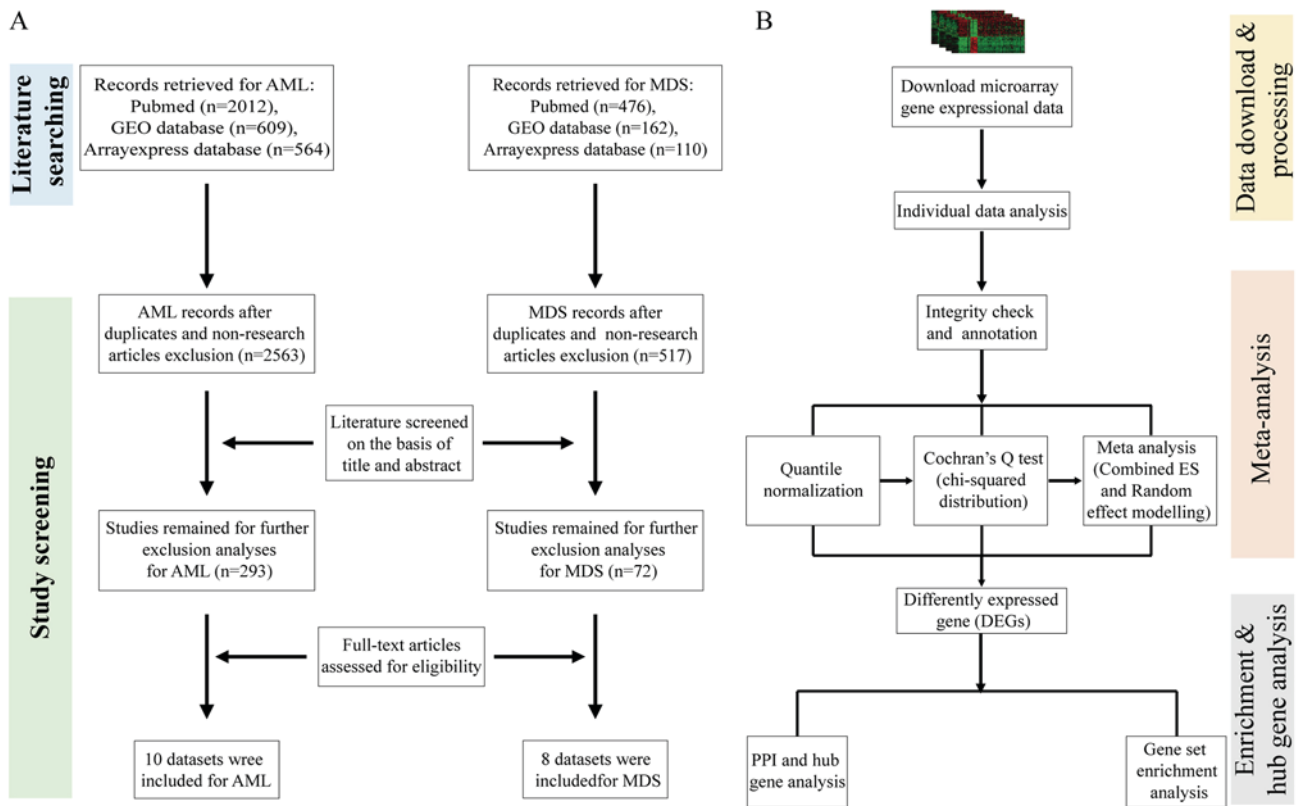 A
Literature
searching
Records retrieved for AML:
Pubmed (n=2012),
GEO database (n=609),
Arrayexpress database (n=564)
Records retrieved for MDS:
Pubmed (n=476),
GEO database (n=162),
Arrayexpress database (n=110)
Study screening
AML records after
duplicates and non-research
articles exclusion (n=2563)
MDS records after
duplicates and non-research
articles exclusion (n=517)
Literature screened
on the basis of
title and abstract
Studies remained for further
exclusion analyses
for AML (n=293)
Studies remained for further
exclusion analyses
for MDS (n=72)
Full-text articles
assessed for eligibility
10 datasets wree
included for AML
8 datasets were
includedfor MDS
B
Download microarray
gene expressional data
Individual data analysis
Data download &
processing
Integrity check
and annotation
Quantile
normalization
Cochran's Q test
(chi-squared
distribution)
Meta analysis
(Combined ES
and Random
effect modelling)
Meta-analysis
Differently expressed
gene (DEGs)
PPI and hub
gene analysis
Gene set
enrichment
analysis
Enrichment &
hub gene analysis